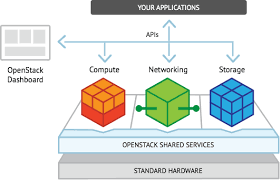 YOUR APPLICATIONS
APIs
OpenStack
Dashboard
Compute
Networking
Storage
OPENSTACK SHARED SERVICES
STANDARD HARDWARE